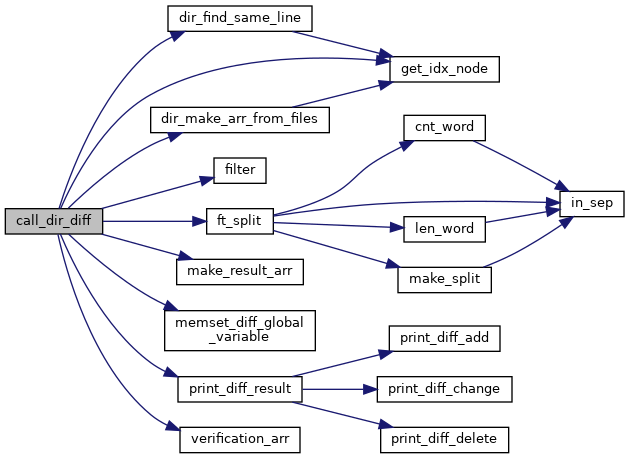 dir_find_same_line
get_idx_node
dir_make_arr_from_files
cnt_word
filter
in_sep
call_dir_diff
ft_split
len_word
make_result_arr
make_split
memset_diff_global
_variable
print_diff_add
print_diff_result
print_diff_change
verification_arr
print_diff_delete